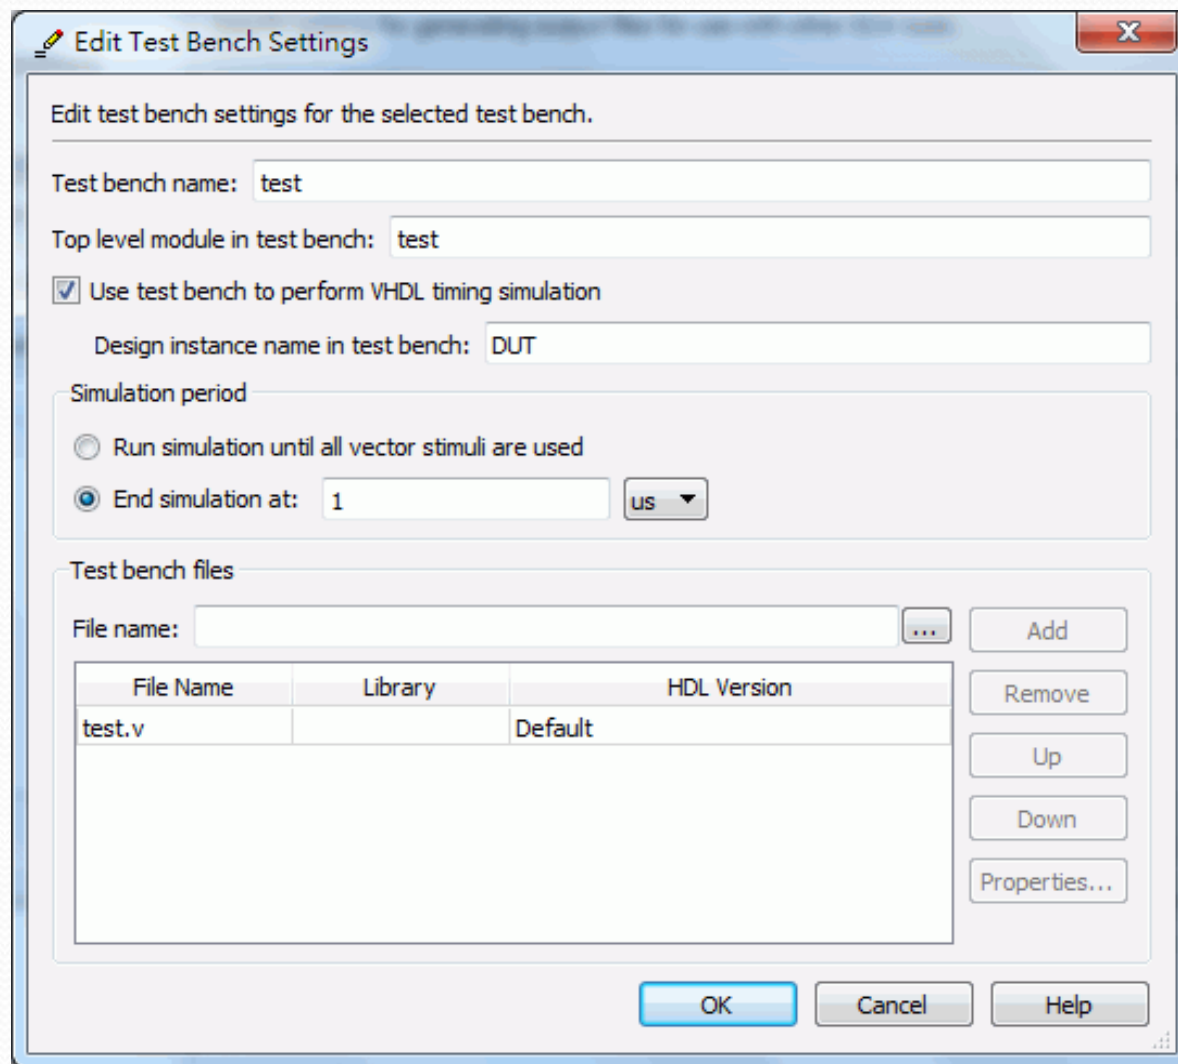 Edit Test Bench Settings
Edit test bench settings for the selected test bench.
Test bench name: test
Top level module in test bench: test
Use test bench to perform VHDL timing simulation
Design instance name in test bench: DUT
Simulation period
Run simulation until all vector stimuli are used
End simulation at: 1 us
Test bench files
File name: ... Add
File Name Library HDL Version
Remove
test.v Default
Up
Down
Properties...
OK Cancel Help